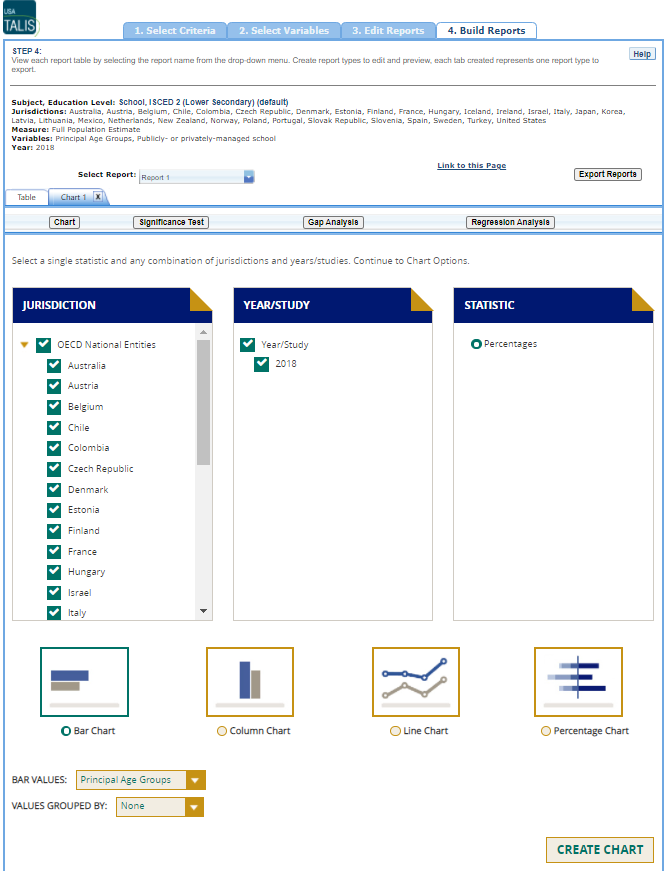 USA
TALIS
1. Select Criteria
2. Select Variables
3. Edit Reports
4. Build Reports
STEP 4:
View each report table by selecting the report name from the drop-down menu. Create report types to edit and preview, each tab created represents one report type to
export.
Help
Subject, Education Level: School, ISCED 2 (Lower Secondary) (default)
Jurisdictions: Australia, Austria, Belgium, Chile, Colombia, Czech Republic, Denmark, Estonia, Finland, France, Hungary, Iceland, Ireland, Israel, Italy, Japan, Korea,
Latvia, Lithuania, Mexico, Netherlands, New Zealand, Norway, Poland, Portugal, Slovak Republic, Slovenia, Spain, Sweden, Turkey, United States
Measure: Full Population Estimate
Variables: Principal Age Groups, Publicly- or privately-managed school
Year: 2018
Link to this Page
Select Report:
Report 1
Export Reports
Table
Chart 1
X
Chart
Significance Test
Gap Analysis
Regression Analysis
Select a single statistic and any combination of jurisdictions and years/studies. Continue to Chart Options.
JURISDICTION
OECD National Entities
Australia
Austria
Belgium
Chile
Colombia
Czech Republic
Denmark
Estonia
Finland
France
Hungary
Israel
Italy
YEAR/STUDY
Year/Study
2018
STATISTIC
Percentages
Bar Chart
Column Chart
Line Chart
Percentage Chart
BAR VALUES:
Principal Age Groups
VALUES GROUPED BY:
None
CREATE CHART